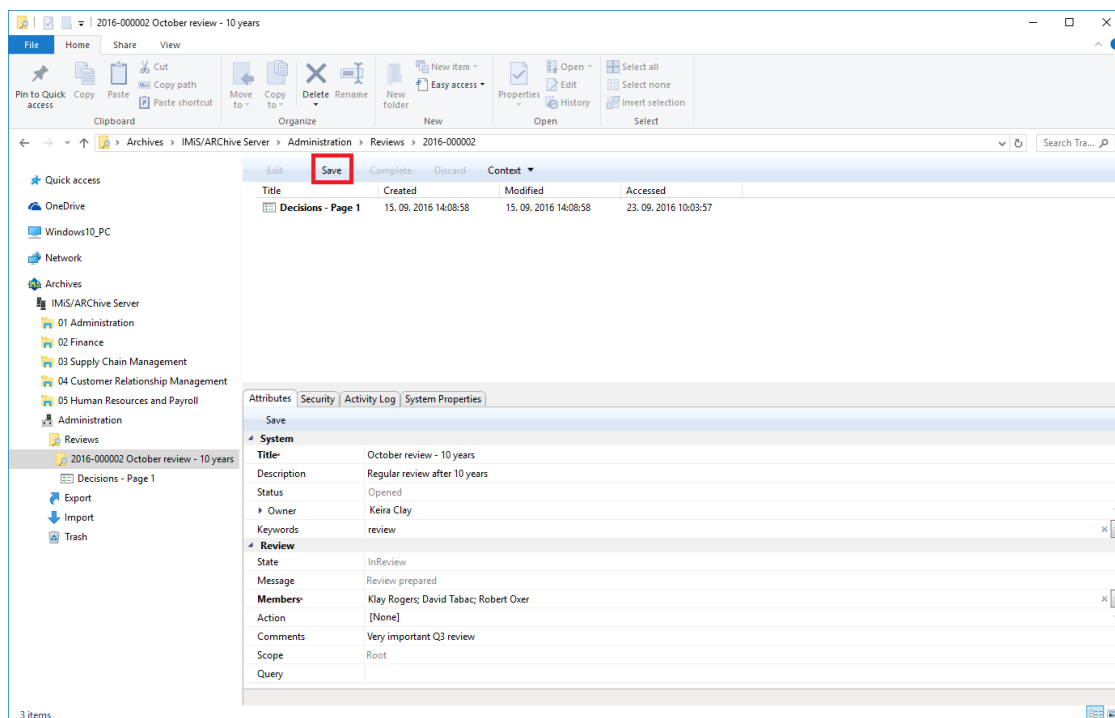 2016-000002 October review - 10 years
File Home Share View
Pin to Quick access
Copy
Paste
Cut
Copy path
Paste shortcut
Clipboard
Move to
Copy to
Delete
Rename
Organize
New folder
New item
Easy access
New
Properties
Open
Edit
History
Open
Select all
Select none
Invert selection
Select
Archives > IMiS/ARChive Server > Administration > Reviews > 2016-000002
Search Tra...
Quick access
OneDrive
Windows10_PC
Network
Archives
IMiS/ARChive Server
01 Administration
02 Finance
03 Supply Chain Management
04 Customer Relationship Management
05 Human Resources and Payroll
Administration
Reviews
2016-000002 October review - 10 years
Decisions - Page 1
Export
Import
Trash
Edit Save Complete Discard Context
Title Created Modified Accessed
Decisions - Page 1 15. 09. 2016 14:08:58 15. 09. 2016 14:08:58 23. 09. 2016 10:03:57
Attributes Security Activity Log System Properties
Save
System
Title• October review - 10 years
Description Regular review after 10 years
Status Opened
Owner Keira Clay
Keywords review
Review
State InReview
Message Review prepared
Members• Klay Rogers; David Tabac; Robert Oxer
Action [None]
Comments Very important Q3 review
Scope Root
Query
3 items